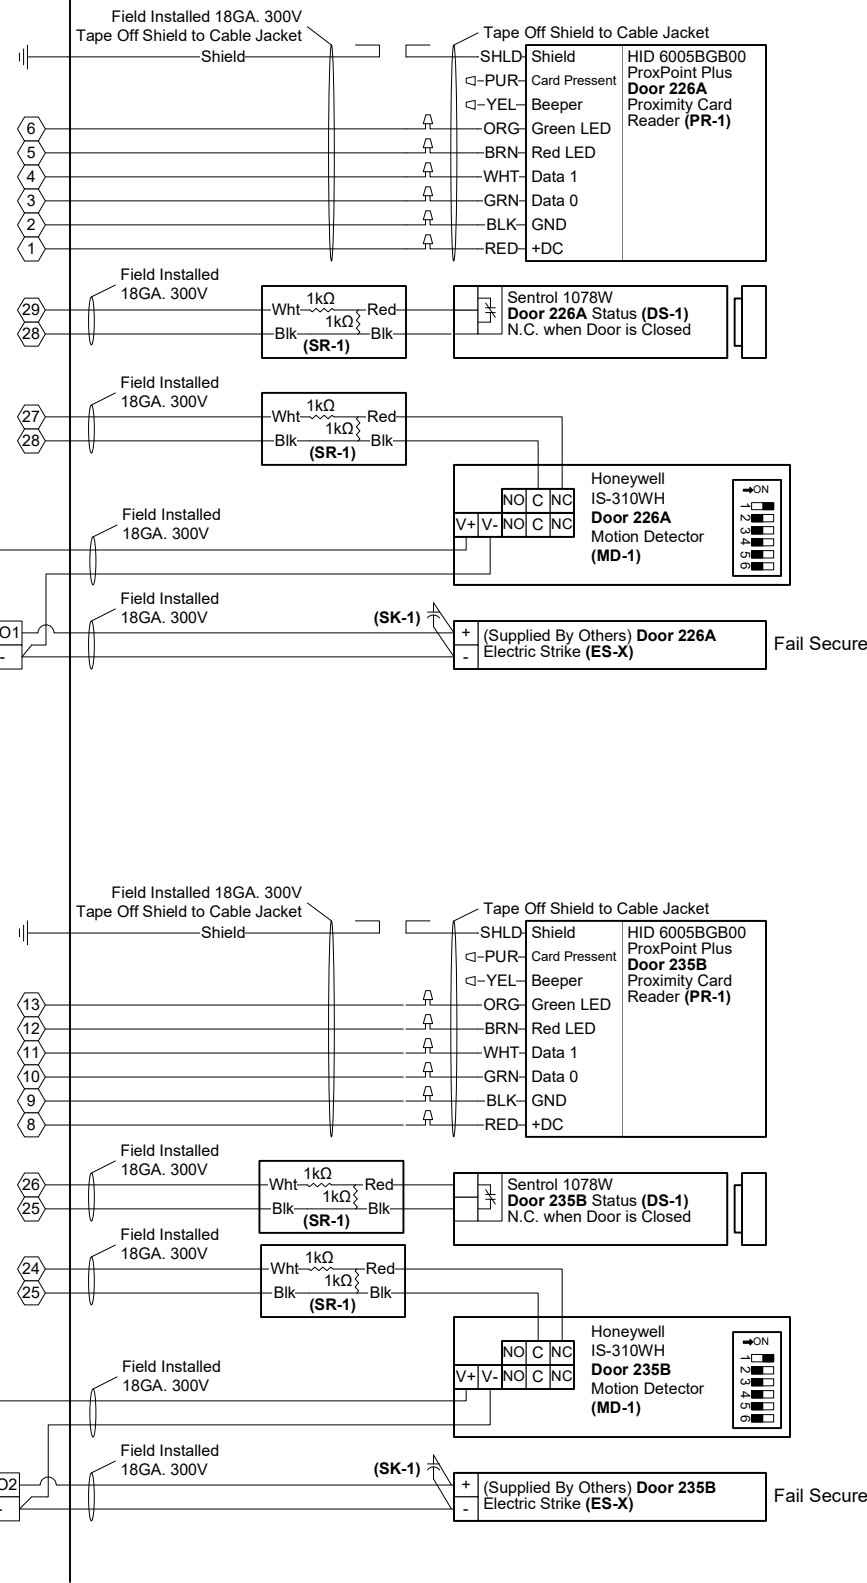 Field Installed 18GA. 300V
Tape Off Shield to Cable Jacket
Shield
Tape Off Shield to Cable Jacket
SHLD Shield
PUR Card Pressent
YEL Beeper
6 ORG Green LED
5 BRN Red LED
4 WHT Data 1
3 GRN Data 0
2 BLK GND
1 RED +DC
HID 6005BGB00
ProxPoint Plus
Door 226A
Proximity Card
Reader (PR-1)
Field Installed
18GA. 300V
29
28
Wht 1kΩ Red
1kΩ
Blk Blk
(SR-1)
Sentrol 1078W
Door 226A Status (DS-1)
N.C. when Door is Closed
Field Installed
18GA. 300V
27
28
Wht 1kΩ Red
1kΩ
Blk Blk
(SR-1)
NO C NC
V+ V- NO C NC
Honeywell
IS-310WH
Door 226A
Motion Detector
(MD-1)
➡ON
1
2
3
4
5
6
Field Installed
18GA. 300V
Field Installed
18GA. 300V
O1
-
(SK-1)
+
-
(Supplied By Others) Door 226A
Electric Strike (ES-X)
Fail Secure
Field Installed 18GA. 300V
Tape Off Shield to Cable Jacket
Shield
Tape Off Shield to Cable Jacket
SHLD Shield
PUR Card Pressent
YEL Beeper
13 ORG Green LED
12 BRN Red LED
11 WHT Data 1
10 GRN Data 0
9 BLK GND
8 RED +DC
HID 6005BGB00
ProxPoint Plus
Door 235B
Proximity Card
Reader (PR-1)
Field Installed
18GA. 300V
26
25
Wht 1kΩ Red
1kΩ
Blk Blk
(SR-1)
Sentrol 1078W
Door 235B Status (DS-1)
N.C. when Door is Closed
Field Installed
18GA. 300V
24
25
Wht 1kΩ Red
1kΩ
Blk Blk
(SR-1)
NO C NC
V+ V- NO C NC
Honeywell
IS-310WH
Door 235B
Motion Detector
(MD-1)
➡ON
1
2
3
4
5
6
Field Installed
18GA. 300V
Field Installed
18GA. 300V
O2
-
(SK-1)
+
-
(Supplied By Others) Door 235B
Electric Strike (ES-X)
Fail Secure